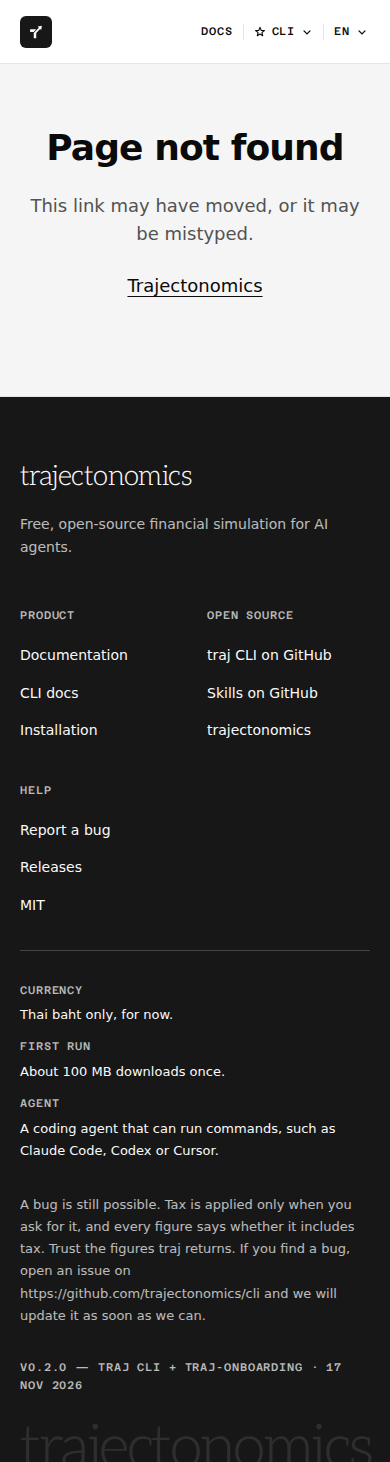 DOCS
CLI
EN
Page not found
This link may have moved, or it may
be mistyped.
Trajectonomics
trajectonomics
Free, open-source financial simulation for AI
agents.
PRODUCT
Documentation
CLI docs
Installation
OPEN SOURCE
traj CLI on GitHub
Skills on GitHub
trajectonomics
HELP
Report a bug
Releases
MIT
CURRENCY
Thai baht only, for now.
FIRST RUN
About 100 MB downloads once.
AGENT
A coding agent that can run commands, such as
Claude Code, Codex or Cursor.
A bug is still possible. Tax is applied only when you
ask for it, and every figure says whether it includes
tax. Trust the figures traj returns. If you find a bug,
open an issue on
https://github.com/trajectonomics/cli and we will
update it as soon as we can.
V0.2.0 — TRAJ CLI + TRAJ-ONBOARDING · 17
NOV 2026
trajectonomics